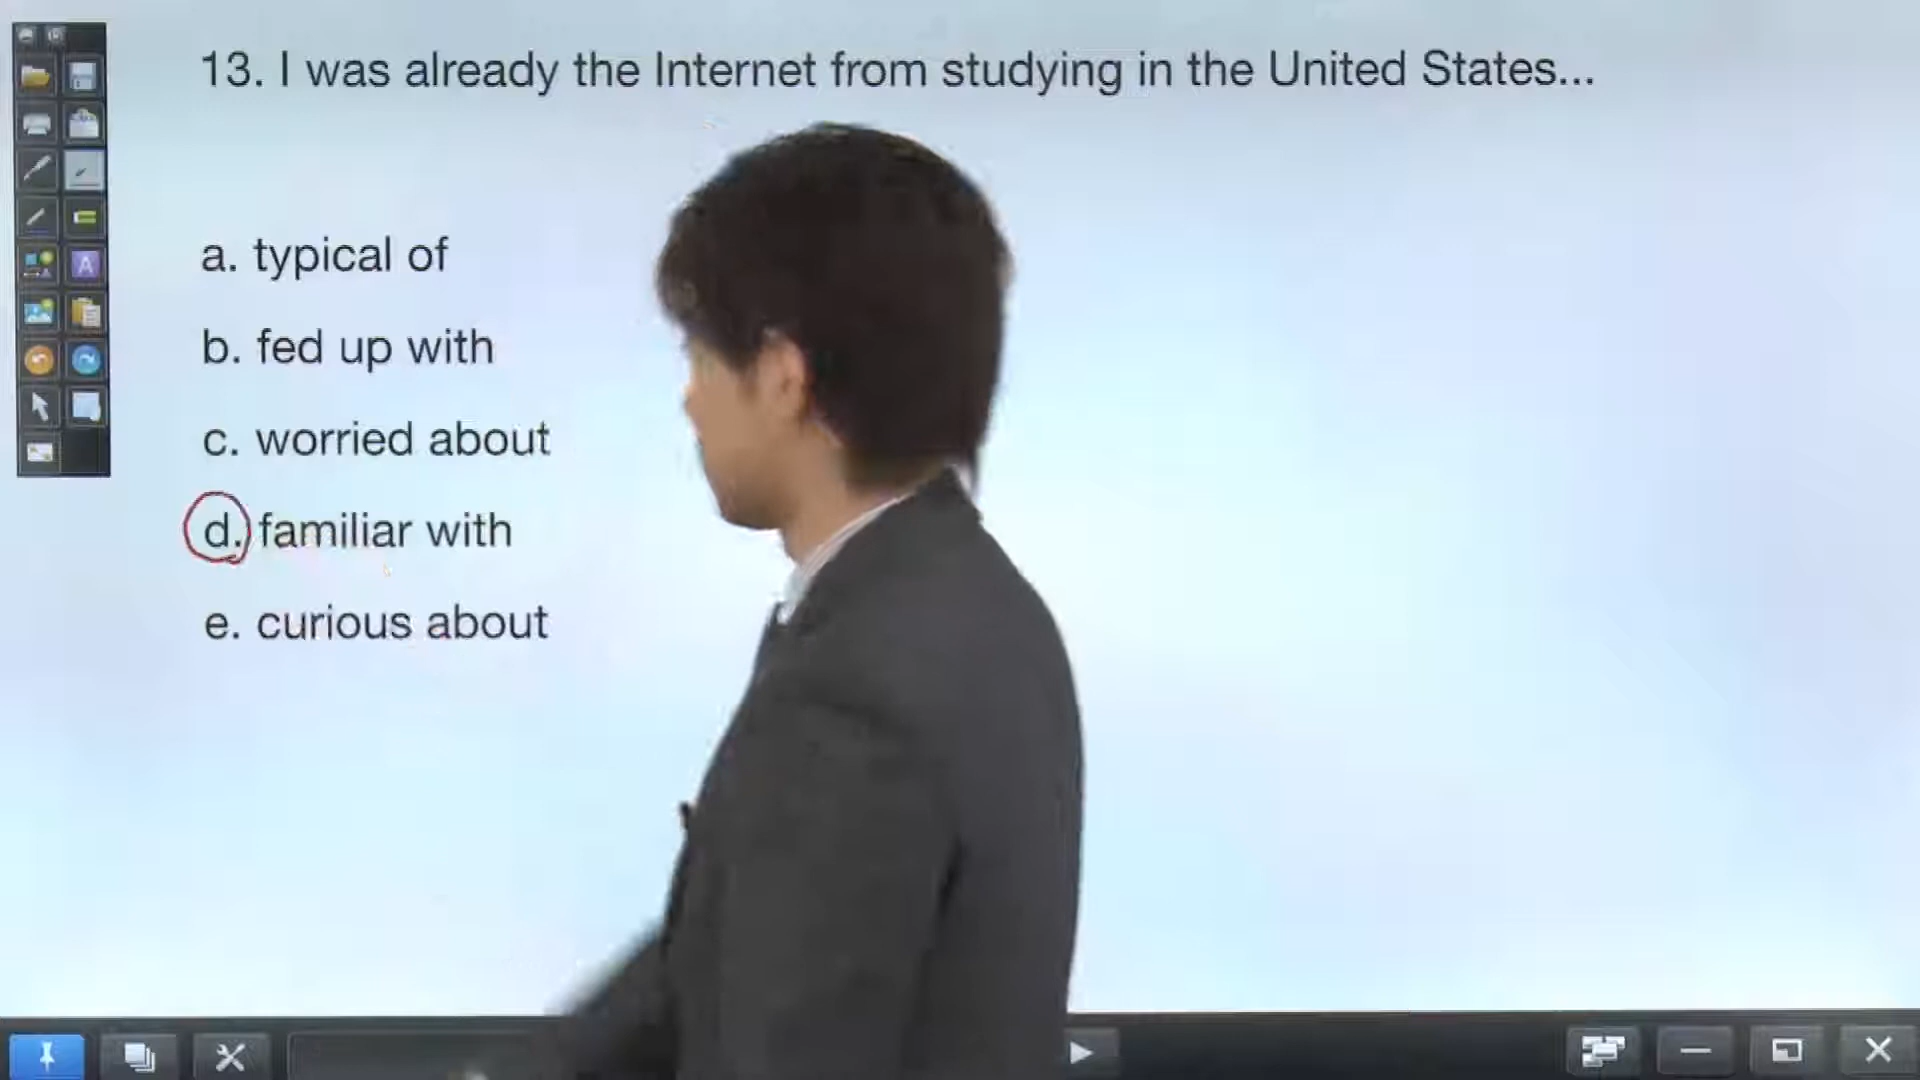 13. I was already the Internet from studying in the United States...
a. typical of
b. fed up with
c. worried about
d. familiar with
e. curious about